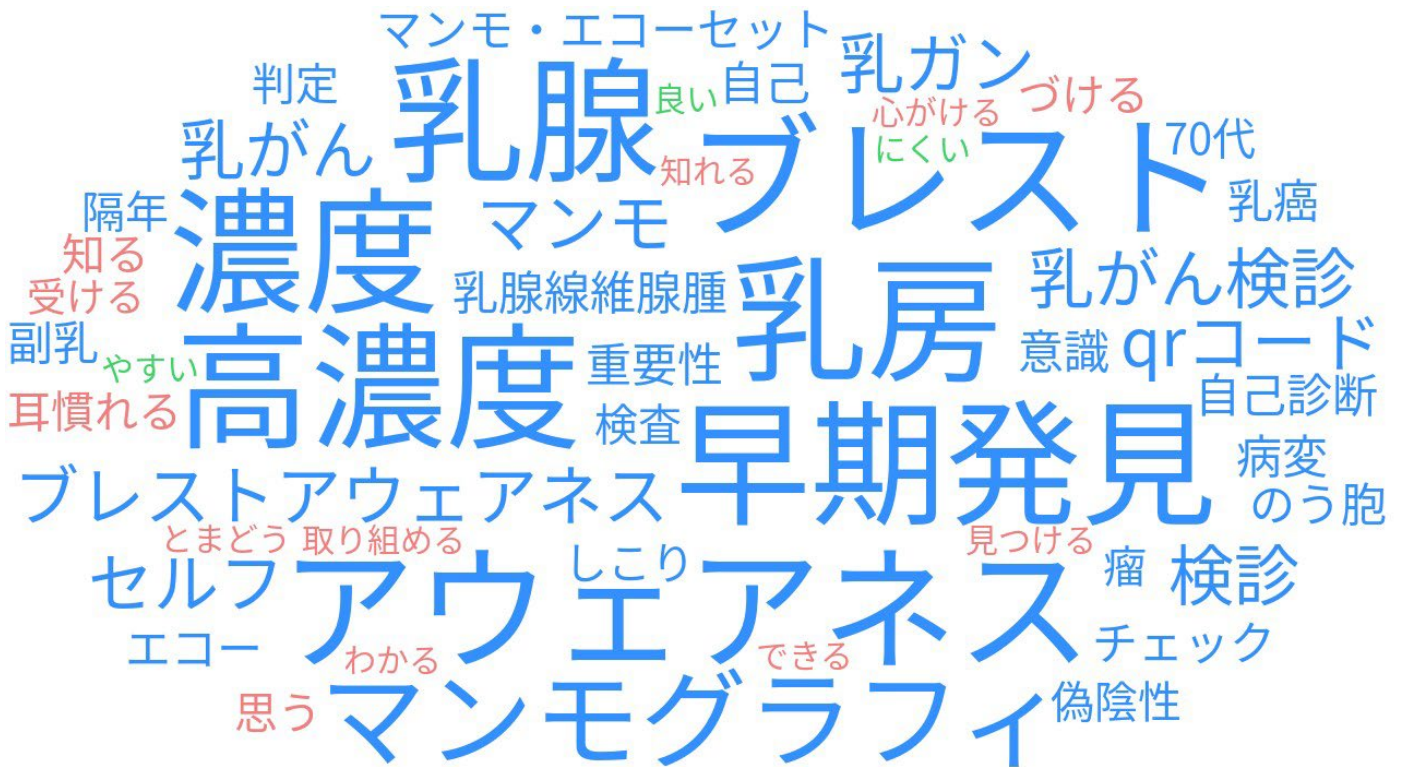 マンモ・エコーセット
乳ガン
判定
乳腺
良い
自己
心がける
づける
乳がん
知れる
ブレスト
にくい
70代
隔年
濃度
マンモ
乳癌
知る
受ける
乳腺線維腺腫
乳房
乳がん検診
副乳
やすい
高濃度
重要性
意識
qrコード
耳慣れる
検査
早期発見
自己診断
ブレストアウェアネス
病変
のう胞
とまどう
取り組める
見つける
セルフ
アウェアネス
しこり
瘤
検診
エコー
わかる
できる
チェック
思う
マンモグラフィ
偽陰性